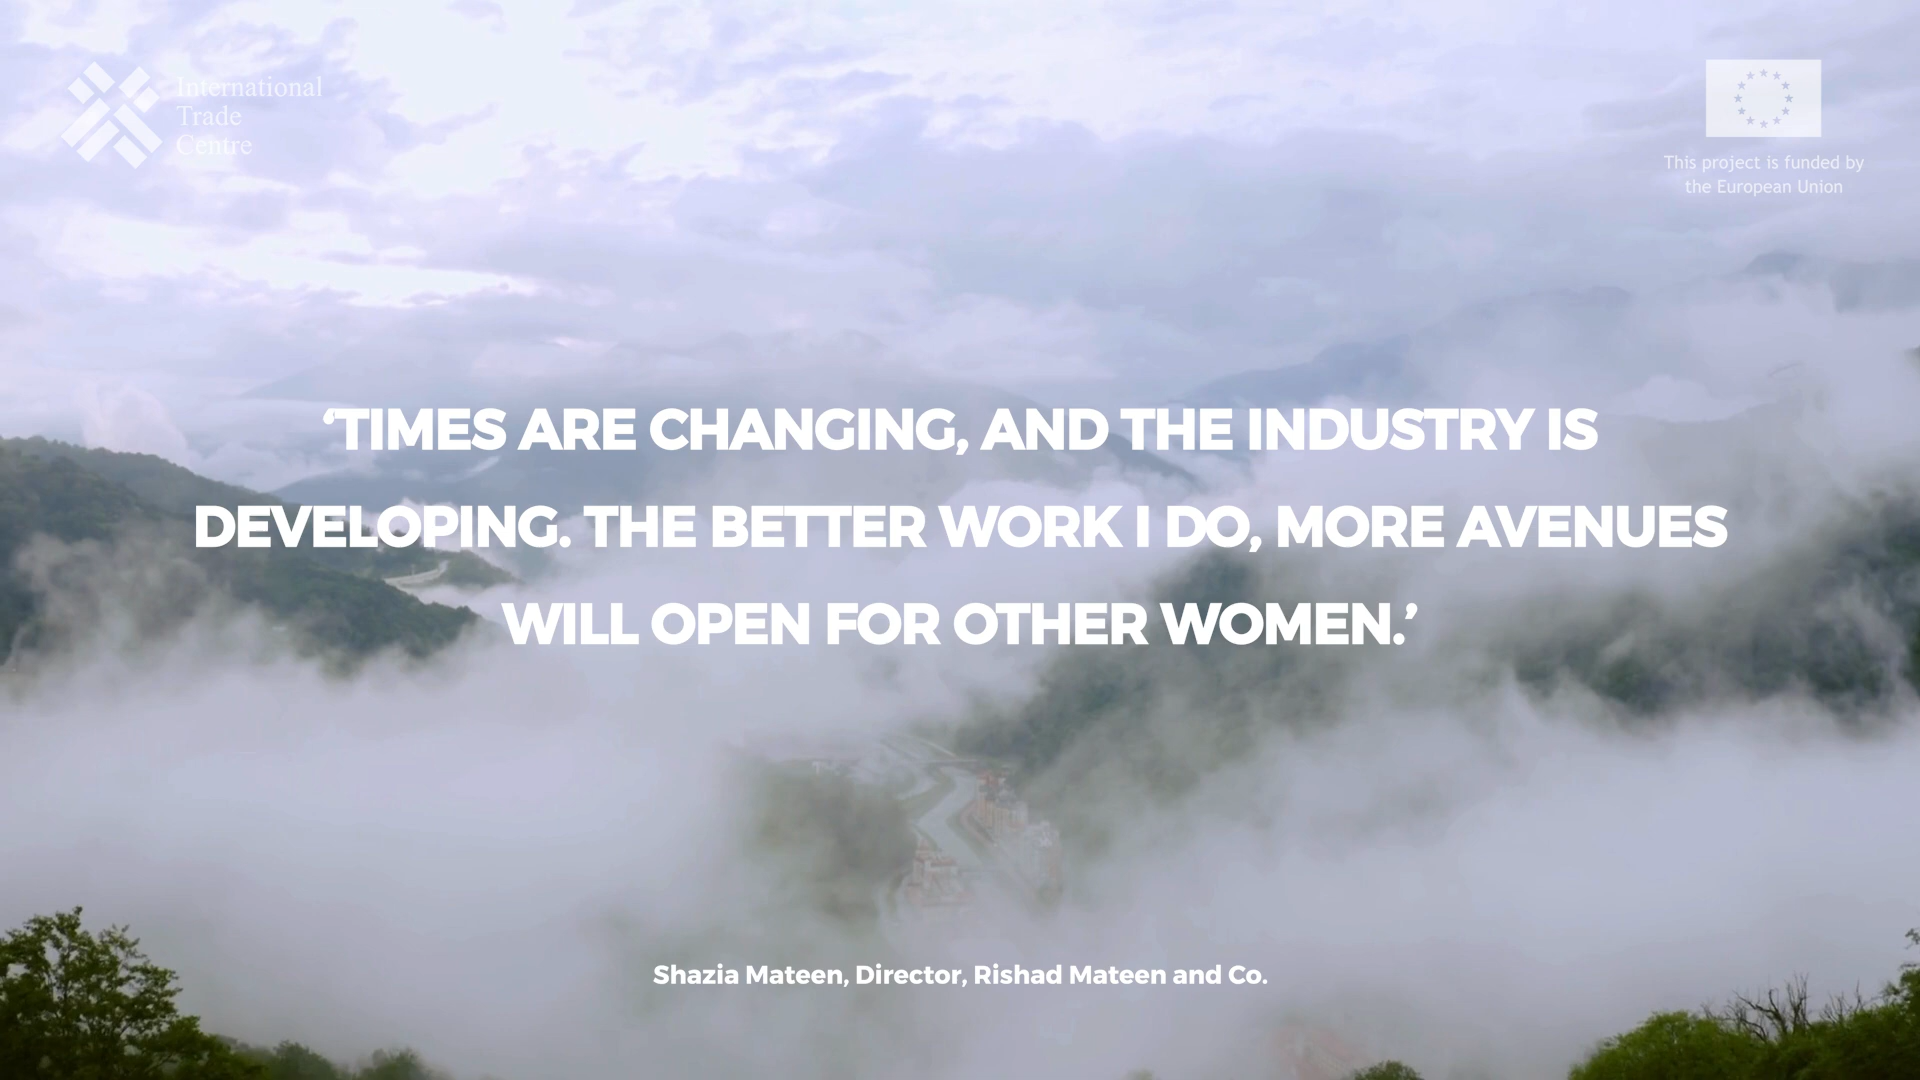 International
Trade
Centre
This project is funded by
the European Union
‘TIMES ARE CHANGING, AND THE INDUSTRY IS
DEVELOPING. THE BETTER WORK I DO, MORE AVENUES
WILL OPEN FOR OTHER WOMEN.’
Shazia Mateen, Director, Rishad Mateen and Co.